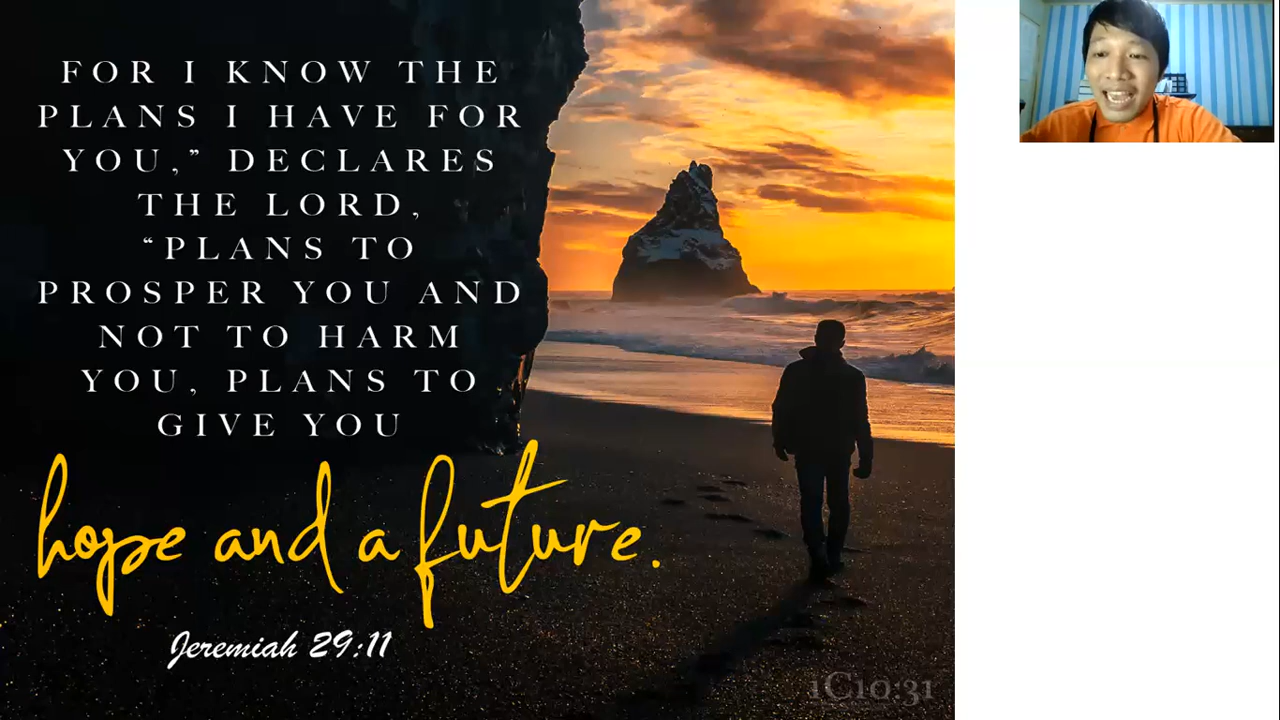 FOR I KNOW THE
PLANS I HAVE FOR
YOU,” DECLARES
THE LORD,
“PLANS TO
PROSPER YOU AND
NOT TO HARM
YOU, PLANS TO
GIVE YOU
hope and a future.
Jeremiah 29:11
1C10:31